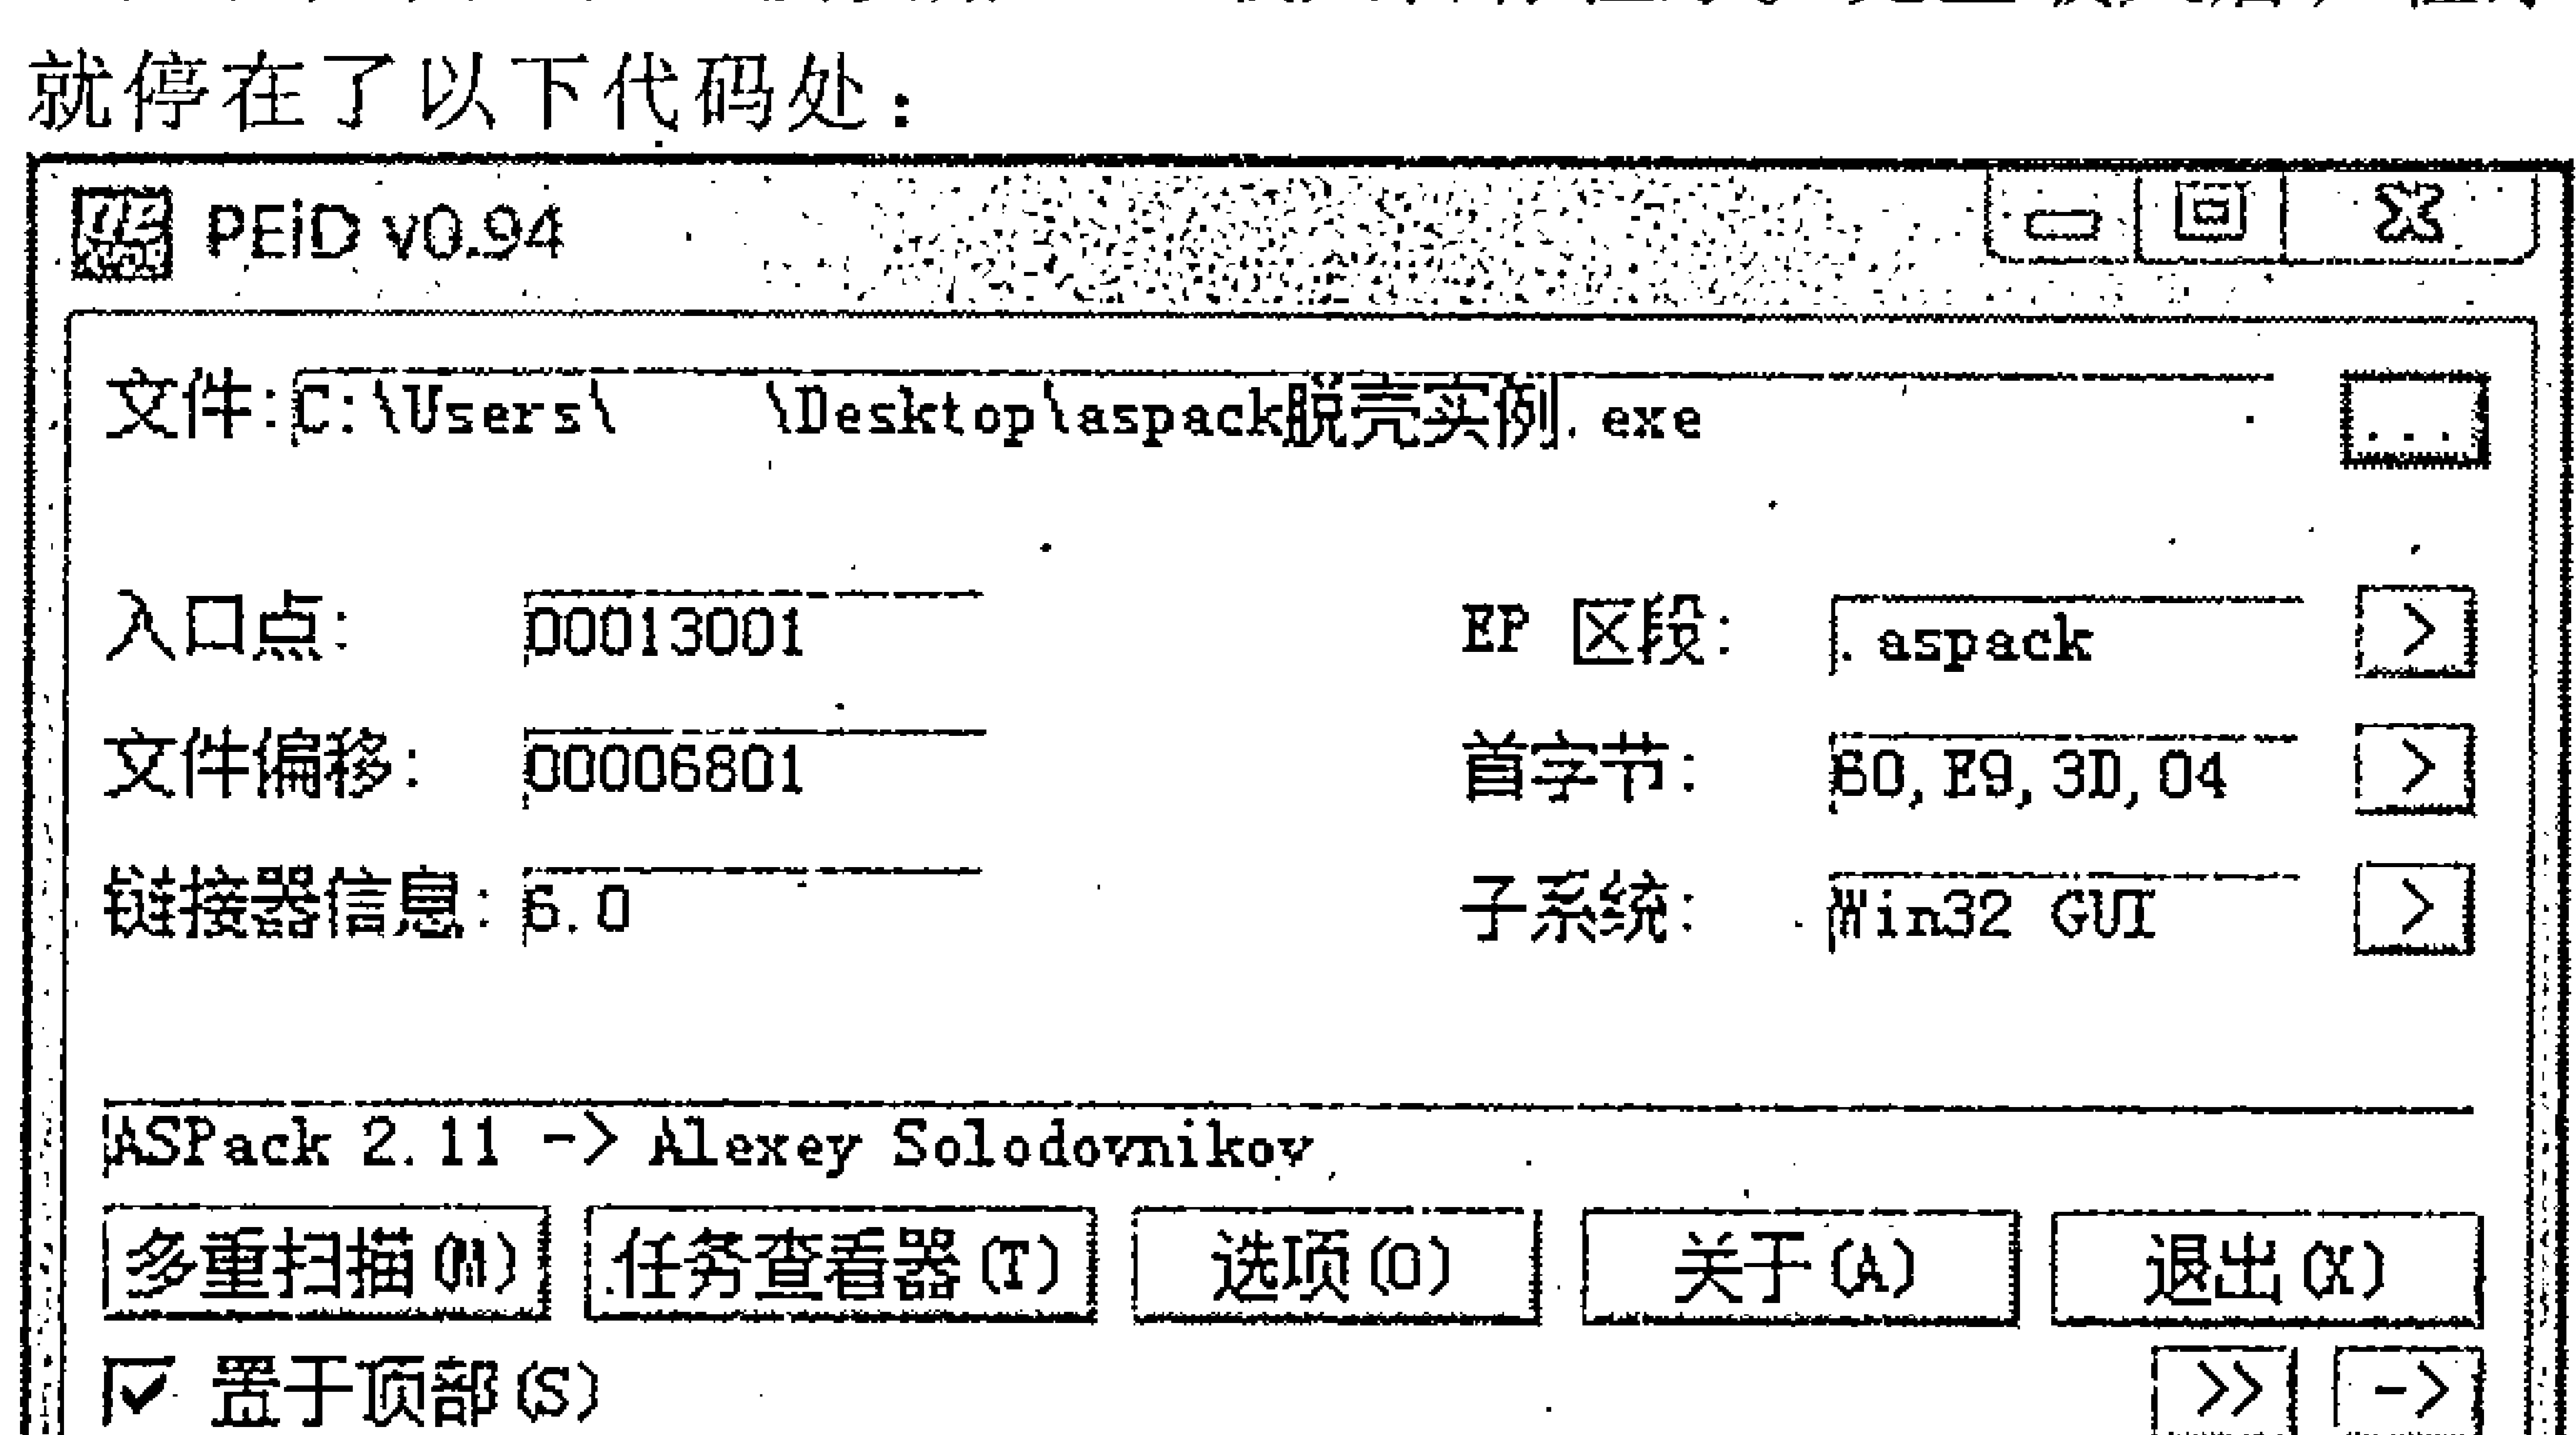 就停在了以下代码处：
PEiD v0.94
文件: C:\Users\ \Desktop\aspack脱壳实例.exe ...
入口点: 00013001 EP 区段: .aspack >
文件偏移: 00006801 首字节: 60,E9,3D,04 >
链接器信息: 6.0 子系统: Win32 GUI >
ASPack 2.11 -> Alexey Solodovnikov
多重扫描(M) 任务查看器(T) 选项(O) 关于(A) 退出(X)
置于顶部(S) >> ->